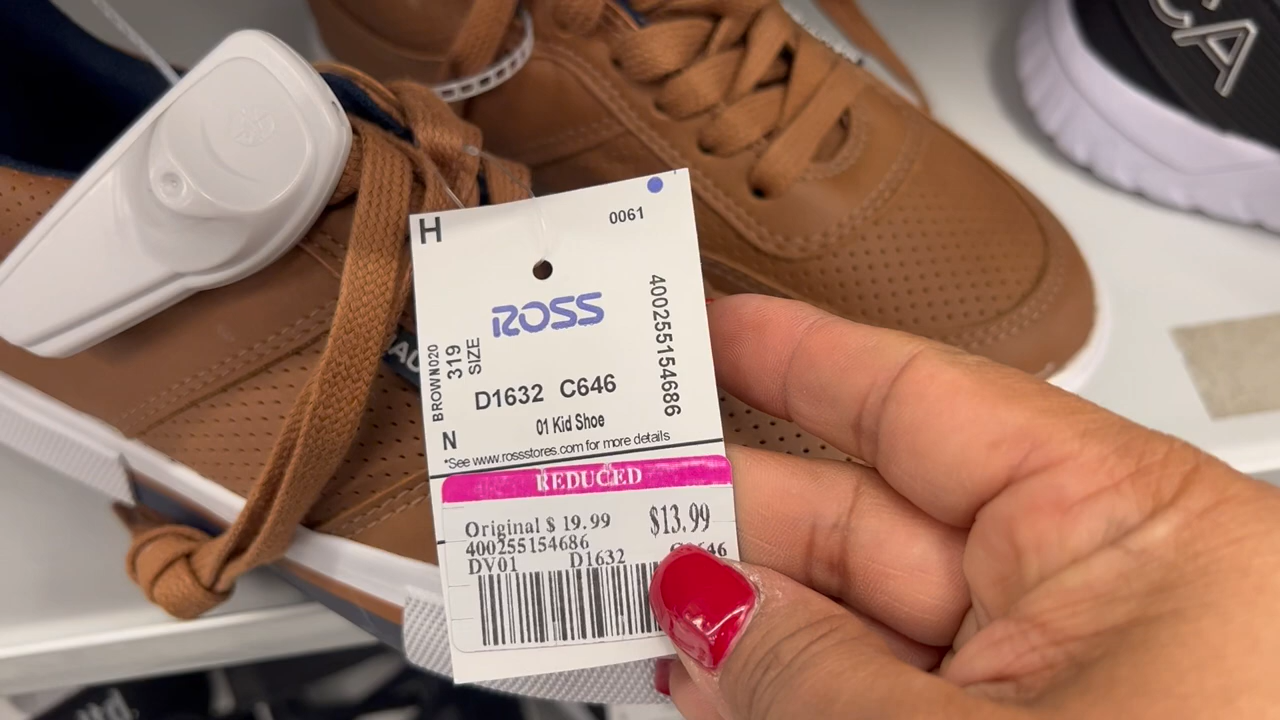 H
0061
ROSS
400255154686
BROWN020
319
SIZE
D1632 C646
01 Kid Shoe
N
*See www.rossstores.com for more details
REDUCED
Original $ 19.99
$13.99
400255154686
DV01 D1632
CA